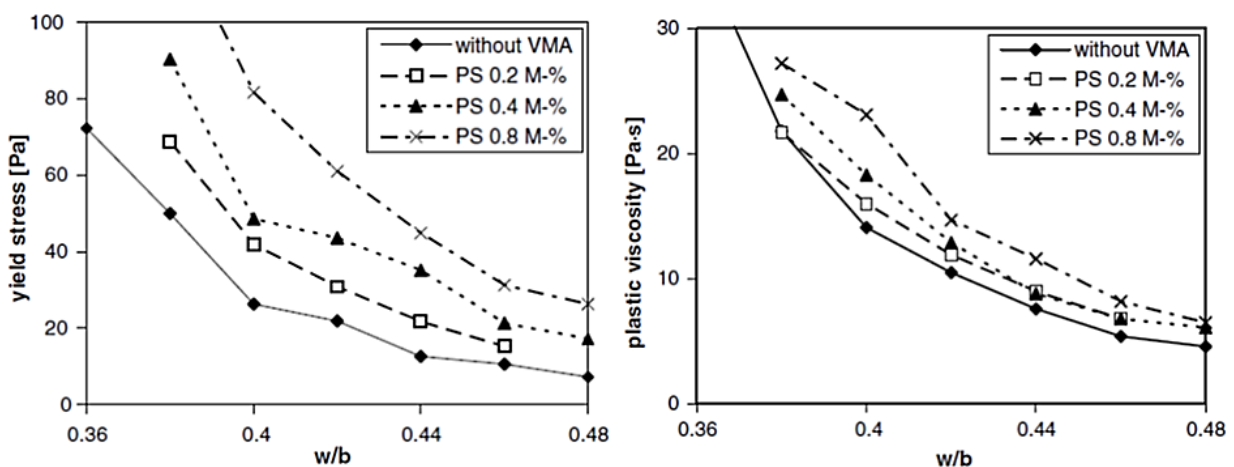 100
80
60
40
20
0
yield stress [Pa]
0.36
0.4
0.44
0.48
w/b
without VMA
PS 0.2 M-%
PS 0.4 M-%
PS 0.8 M-%
30
20
10
0
plastic viscosity [Pa·s]
0.36
0.4
0.44
0.48
w/b
without VMA
PS 0.2 M-%
PS 0.4 M-%
PS 0.8 M-%